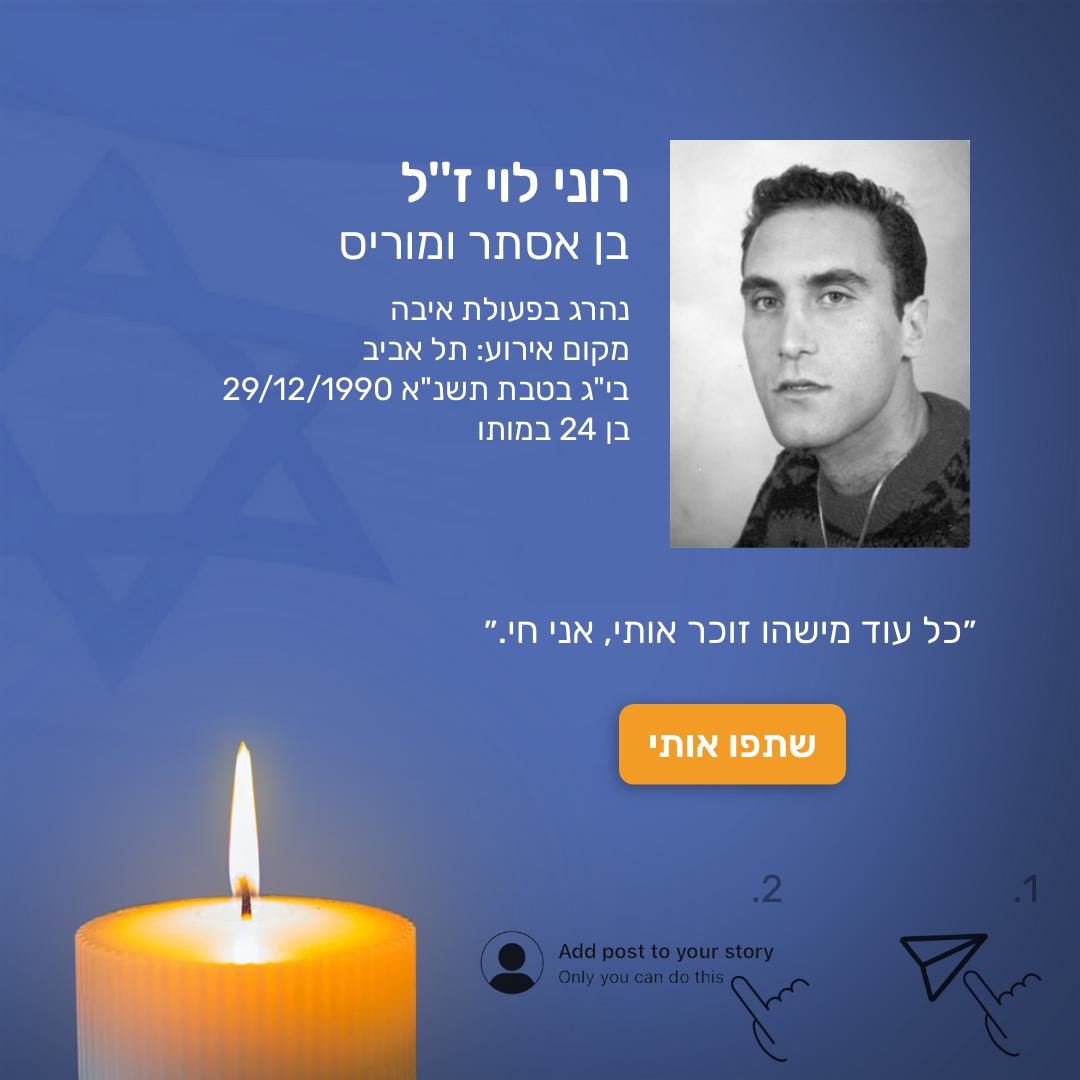 רוני לוי ז"ל
בן אסתר ומוריס
נהרג בפעולת איבה
מקום אירוע: תל אביב
בי"ג בטבת תשנ"א 29/12/1990
בן 24 במותו
״כל עוד מישהו זוכר אותי, אני חי.״
שתפו אותי
1.
2.
Add post to your story
Only you can do this